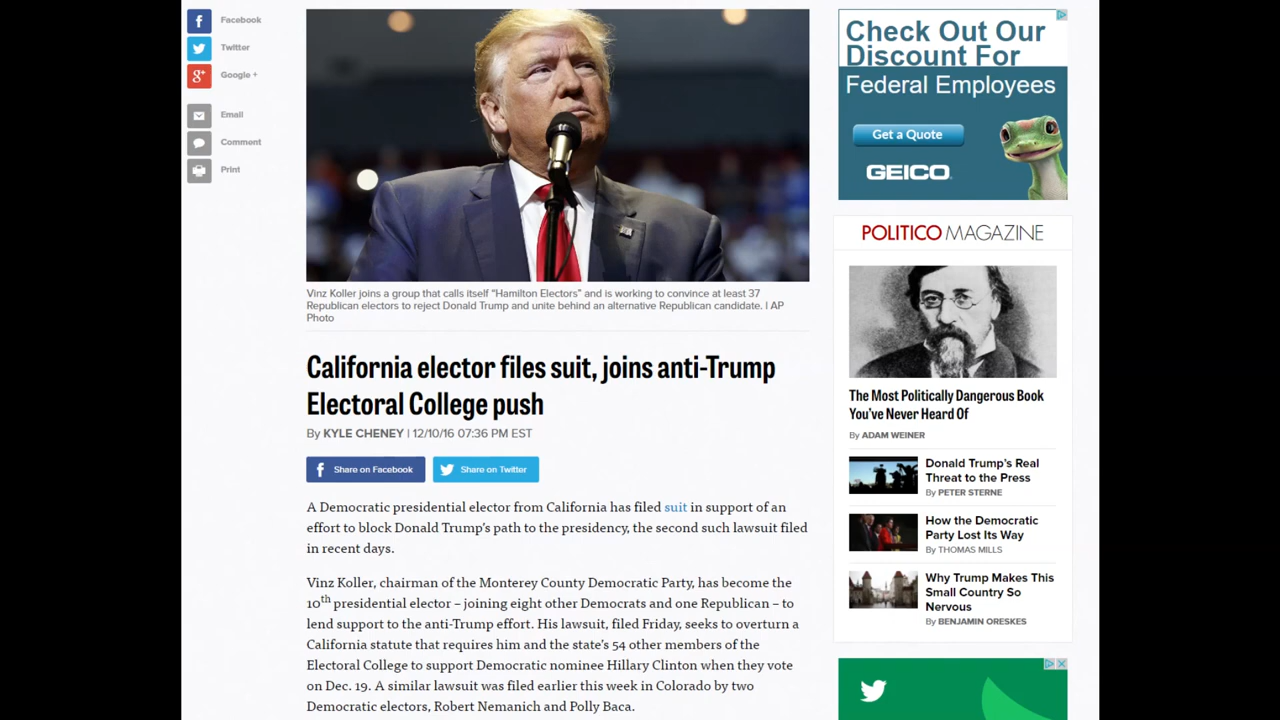 Facebook
Twitter
Google +
Email
Comment
Print
Vinz Koller joins a group that calls itself "Hamilton Electors" and is working to convince at least 37
Republican electors to reject Donald Trump and unite behind an alternative Republican candidate. | AP
Photo
California elector files suit, joins anti-Trump
Electoral College push
By KYLE CHENEY | 12/10/16 07:36 PM EST
f Share on Facebook
Share on Twitter
A Democratic presidential elector from California has filed suit in support of an
effort to block Donald Trump's path to the presidency, the second such lawsuit filed
in recent days.
Vinz Koller, chairman of the Monterey County Democratic Party, has become the
10th presidential elector – joining eight other Democrats and one Republican – to
lend support to the anti-Trump effort. His lawsuit, filed Friday, seeks to overturn a
California statute that requires him and the state's 54 other members of the
Electoral College to support Democratic nominee Hillary Clinton when they vote
on Dec. 19. A similar lawsuit was filed earlier this week in Colorado by two
Democratic electors, Robert Nemanich and Polly Baca.
Check Out Our
Discount For
Federal Employees
Get a Quote
GEICO
POLITICO MAGAZINE
The Most Politically Dangerous Book
You've Never Heard Of
By ADAM WEINER
Donald Trump's Real
Threat to the Press
By PETER STERNE
How the Democratic
Party Lost Its Way
By THOMAS MILLS
Why Trump Makes This
Small Country So
Nervous
By BENJAMIN ORESKES